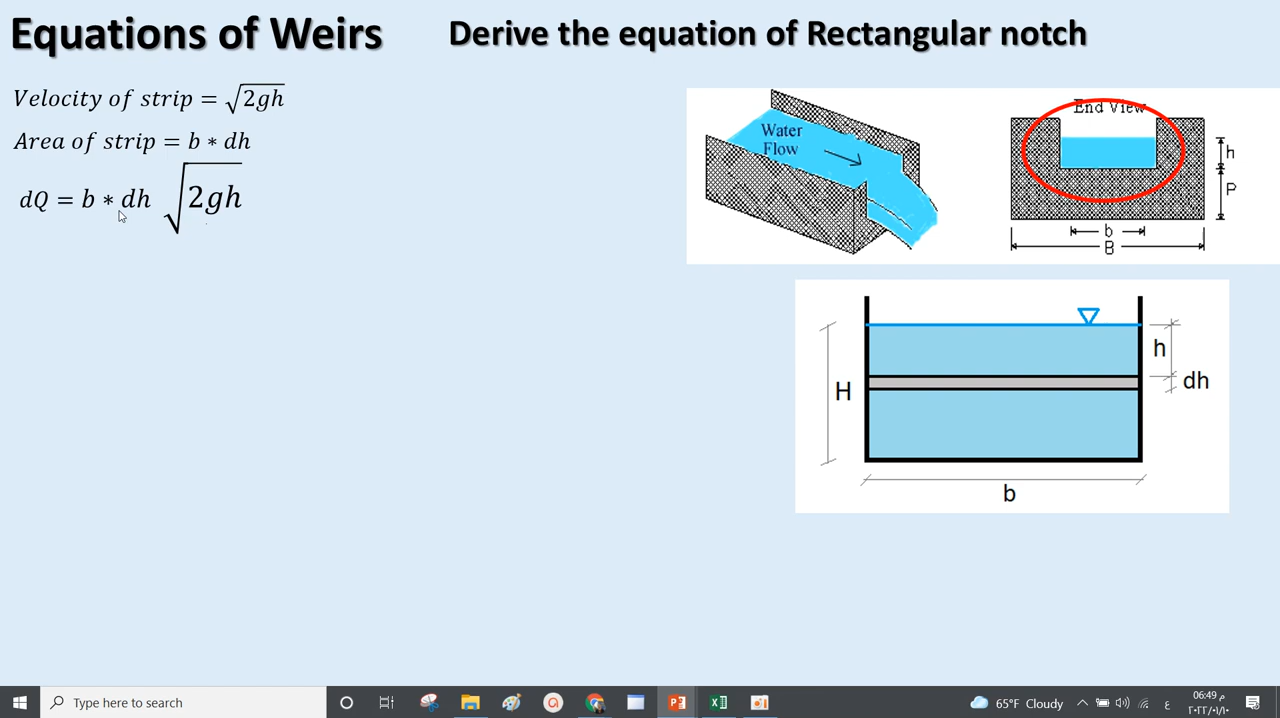 Equations of Weirs
Derive the equation of Rectangular notch
Velocity of strip = √2gh
Area of strip = b * dh
dQ = b * dh √2gh
Water
Flow
End View
h
P
b
B
h
dh
H
b
Type here to search
65°F Cloudy
ع
06:49 م